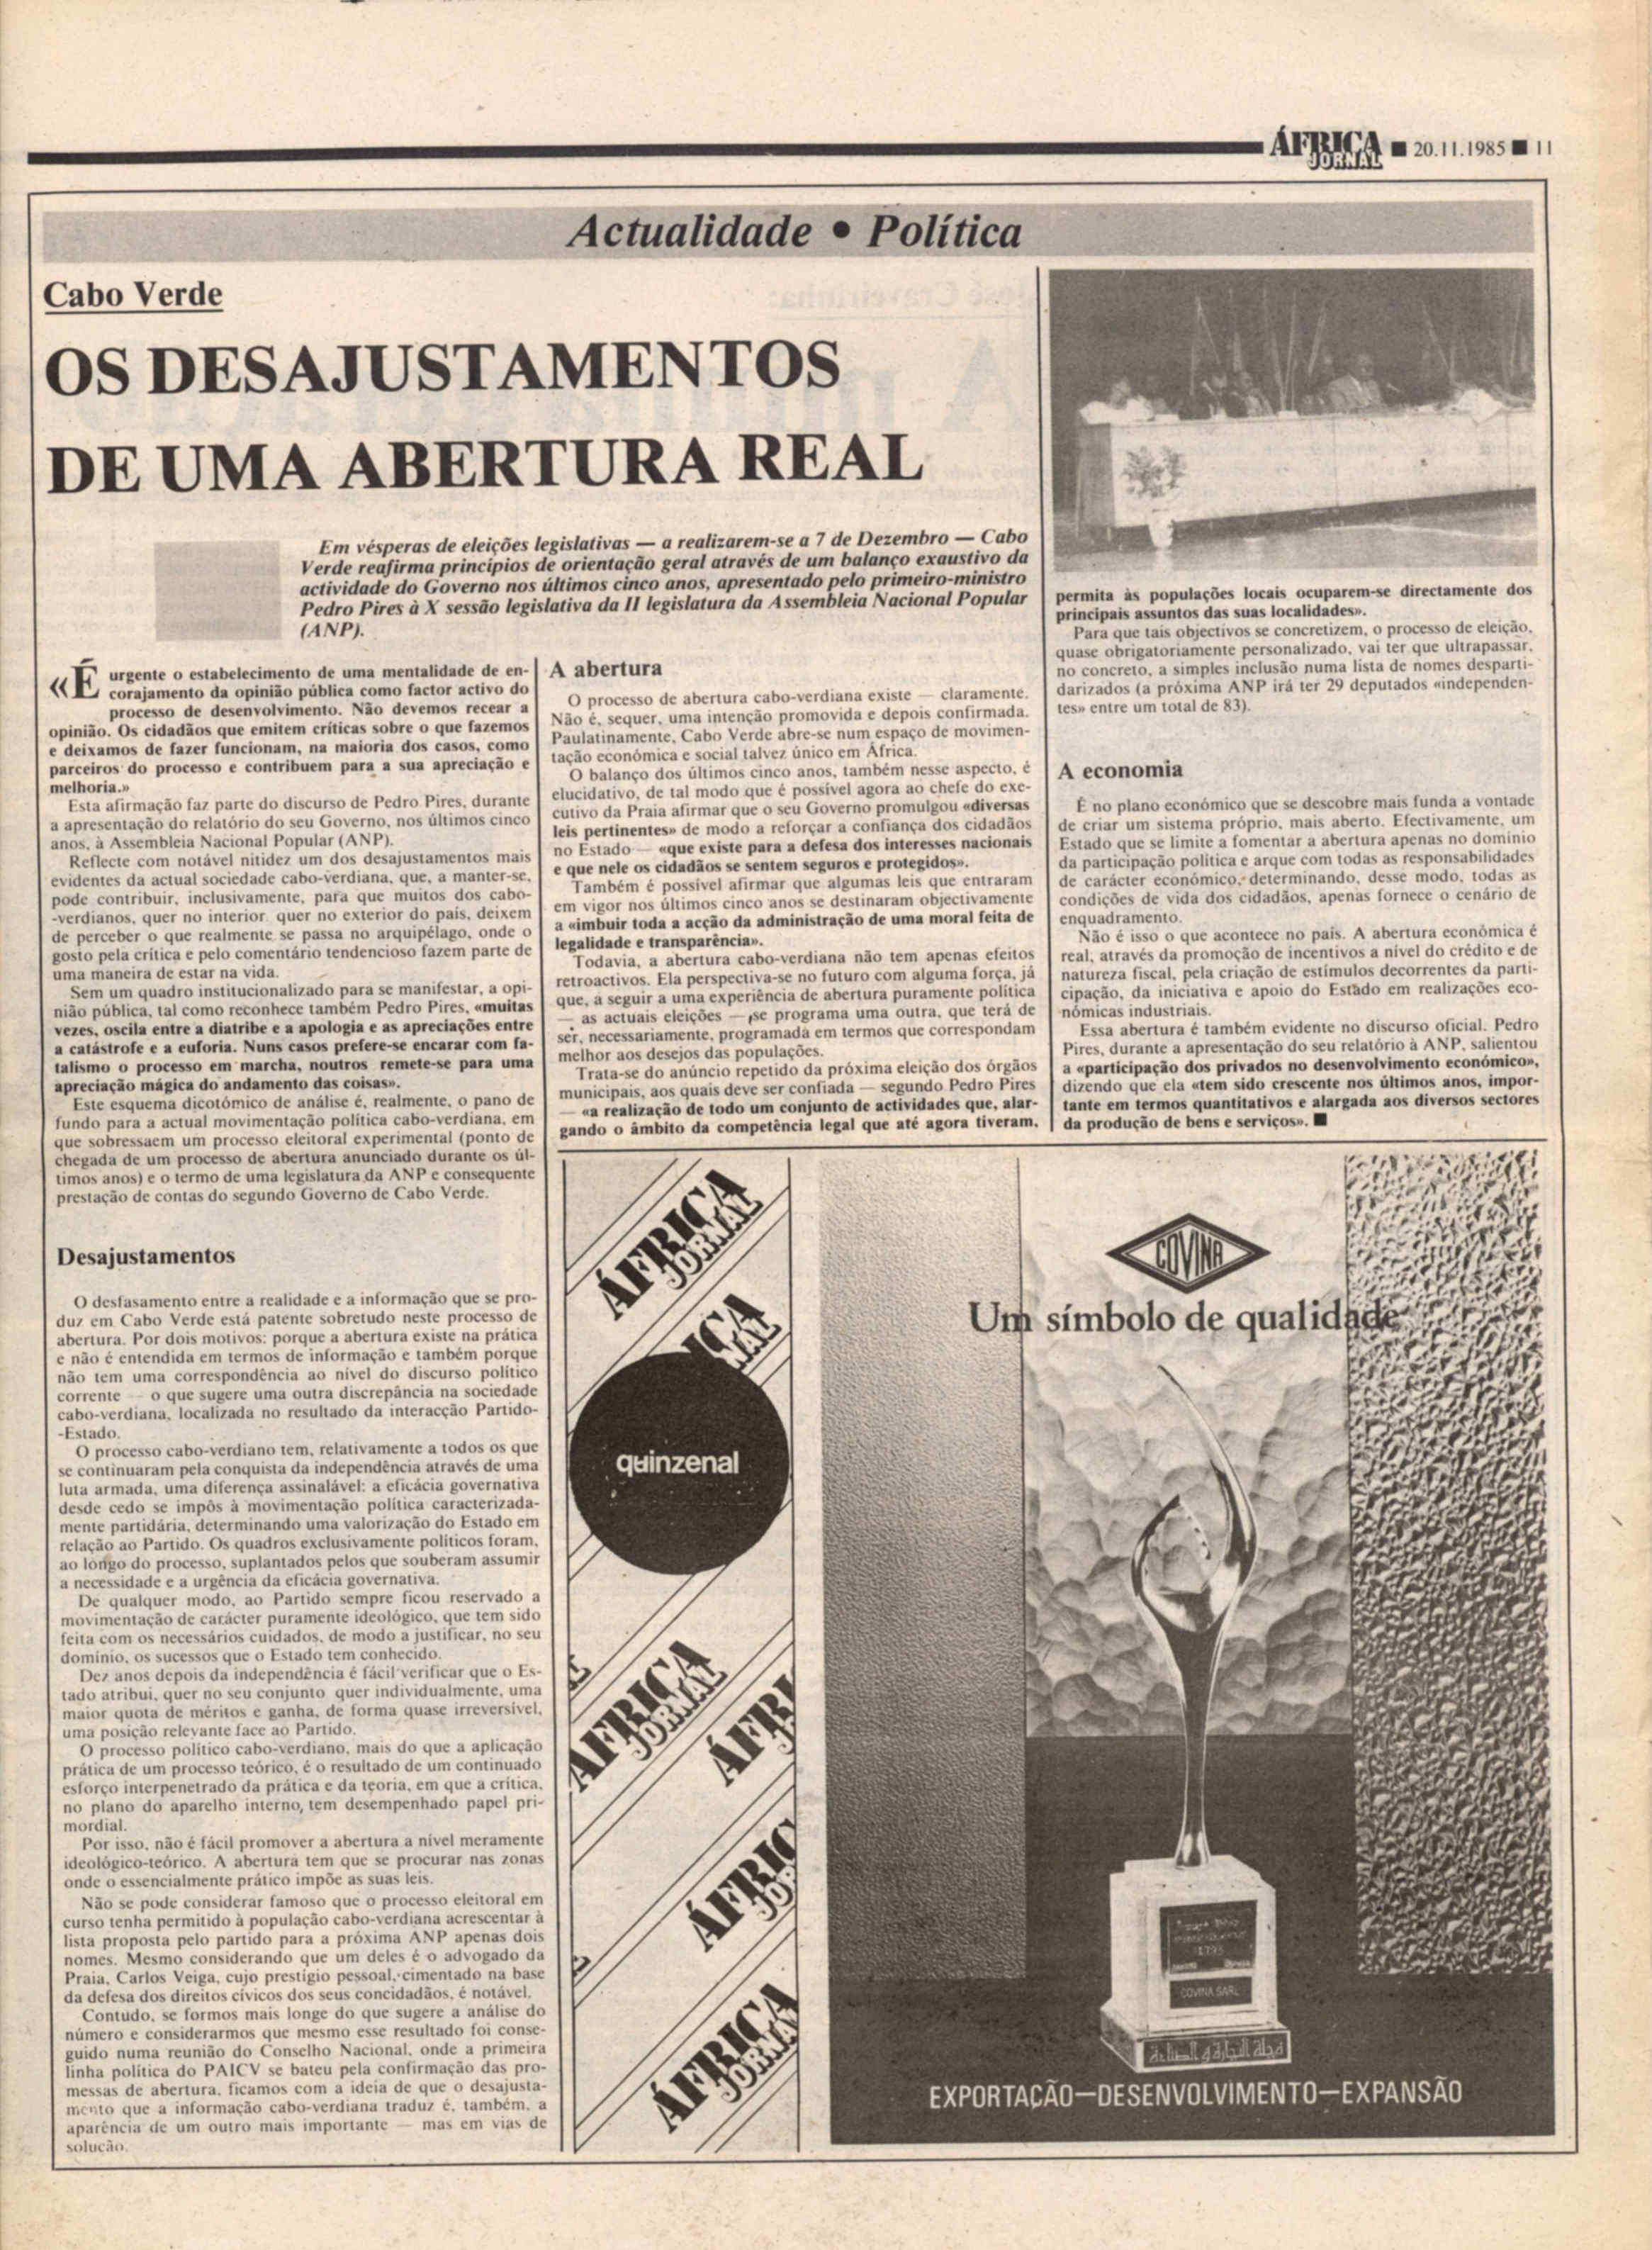 ÁFRICA JORNAL ■ 20.11.1985 ■ 11
Actualidade • Política
Cabo Verde
OS DESAJUSTAMENTOS
DE UMA ABERTURA REAL
Em vésperas de eleições legislativas — a realizarem-se a 7 de Dezembro — Cabo
Verde reafirma princípios de orientação geral através de um balanço exaustivo da
actividade do Governo nos últimos cinco anos, apresentado pelo primeiro-ministro
Pedro Pires à X sessão legislativa da II legislatura da Assembleia Nacional Popular
(ANP).
«É urgente o estabelecimento de uma mentalidade de en-
corajamento da opinião pública como factor activo do
processo de desenvolvimento. Não devemos recear a
opinião. Os cidadãos que emitem críticas sobre o que fazemos
e deixamos de fazer funcionam, na maioria dos casos, como
parceiros do processo e contribuem para a sua apreciação e
melhoria.»
Esta afirmação faz parte do discurso de Pedro Pires, durante
a apresentação do relatório do seu Governo, nos últimos cinco
anos, à Assembleia Nacional Popular (ANP).
Reflecte com notável nitidez um dos desajustamentos mais
evidentes da actual sociedade cabo-verdiana, que, a manter-se,
pode contribuir, inclusivamente, para que muitos dos cabo-
-verdianos, quer no interior quer no exterior do país, deixem
de perceber o que realmente se passa no arquipélago, onde o
gosto pela crítica e pelo comentário tendencioso fazem parte de
uma maneira de estar na vida.
Sem um quadro institucionalizado para se manifestar, a opi-
nião pública, tal como reconhece também Pedro Pires, «muitas
vezes, oscila entre a diatribe e a apologia e as apreciações entre
a catástrofe e a euforia. Nuns casos prefere-se encarar com fa-
talismo o processo em marcha, noutros remete-se para uma
apreciação mágica do andamento das coisas».
Este esquema dicotómico de análise é, realmente, o pano de
fundo para a actual movimentação política cabo-verdiana, em
que sobressaem um processo eleitoral experimental (ponto de
chegada de um processo de abertura anunciado durante os úl-
timos anos) e o termo de uma legislatura da ANP e consequente
prestação de contas do segundo Governo de Cabo Verde.
Desajustamentos
O desfasamento entre a realidade e a informação que se pro-
duz em Cabo Verde está patente sobretudo neste processo de
abertura. Por dois motivos: porque a abertura existe na prática
e não é entendida em termos de informação e também porque
não tem uma correspondência ao nível do discurso político
corrente — o que sugere uma outra discrepância na sociedade
cabo-verdiana, localizada no resultado da interacção Partido-
-Estado.
O processo cabo-verdiano tem, relativamente a todos os que
se continuaram pela conquista da independência através de uma
luta armada, uma diferença assinalável: a eficácia governativa
desde cedo se impôs à movimentação política caracterizada-
mente partidária, determinando uma valorização do Estado em
relação ao Partido. Os quadros exclusivamente políticos foram,
ao longo do processo, suplantados pelos que souberam assumir
a necessidade e a urgência da eficácia governativa.
De qualquer modo, ao Partido sempre ficou reservado a
movimentação de carácter puramente ideológico, que tem sido
feita com os necessários cuidados, de modo a justificar, no seu
domínio, os sucessos que o Estado tem conhecido.
Dez anos depois da independência é fácil verificar que o Es-
tado atribui, quer no seu conjunto quer individualmente, uma
maior quota de méritos e ganha, de forma quase irreversível,
uma posição relevante face ao Partido.
O processo político cabo-verdiano, mais do que a aplicação
prática de um processo teórico, é o resultado de um continuado
esforço interpenetrado da prática e da teoria, em que a crítica,
no plano do aparelho interno, tem desempenhado papel pri-
mordial.
Por isso, não é fácil promover a abertura a nível meramente
ideológico-teórico. A abertura tem que se procurar nas zonas
onde o essencialmente prático impõe as suas leis.
Não se pode considerar famoso que o processo eleitoral em
curso tenha permitido à população cabo-verdiana acrescentar à
lista proposta pelo partido para a próxima ANP apenas dois
nomes. Mesmo considerando que um deles é o advogado da
Praia, Carlos Veiga, cujo prestígio pessoal, cimentado na base
da defesa dos direitos cívicos dos seus concidadãos, é notável.
Contudo, se formos mais longe do que sugere a análise do
número e considerarmos que mesmo esse resultado foi conse-
guido numa reunião do Conselho Nacional, onde a primeira
linha política do PAICV se bateu pela confirmação das pro-
messas de abertura, ficamos com a ideia de que o desajusta-
mento que a informação cabo-verdiana traduz é, também, a
aparência de um outro mais importante — mas em vias de
solução.
A abertura
O processo de abertura cabo-verdiana existe — claramente.
Não é, sequer, uma intenção promovida e depois confirmada.
Paulatinamente, Cabo Verde abre-se num espaço de movimen-
tação económica e social talvez único em África.
O balanço dos últimos cinco anos, também nesse aspecto, é
elucidativo, de tal modo que é possível agora ao chefe do exe-
cutivo da Praia afirmar que o seu Governo promulgou «diversas
leis pertinentes» de modo a reforçar a confiança dos cidadãos
no Estado — «que existe para a defesa dos interesses nacionais
e que nele os cidadãos se sentem seguros e protegidos».
Também é possível afirmar que algumas leis que entraram
em vigor nos últimos cinco anos se destinaram objectivamente
a «imbuir toda a acção da administração de uma moral feita de
legalidade e transparência».
Todavia, a abertura cabo-verdiana não tem apenas efeitos
retroactivos. Ela perspectiva-se no futuro com alguma força, já
que, a seguir a uma experiência de abertura puramente política
— as actuais eleições — se programa uma outra, que terá de
ser, necessariamente, programada em termos que correspondam
melhor aos desejos das populações.
Trata-se do anúncio repetido da próxima eleição dos órgãos
municipais, aos quais deve ser confiada — segundo Pedro Pires
— «a realização de todo um conjunto de actividades que, alar-
gando o âmbito da competência legal que até agora tiveram,
permita às populações locais ocuparem-se directamente dos
principais assuntos das suas localidades».
Para que tais objectivos se concretizem, o processo de eleição,
quase obrigatoriamente personalizado, vai ter que ultrapassar,
no concreto, a simples inclusão numa lista de nomes desparti-
darizados (a próxima ANP irá ter 29 deputados «independen-
tes» entre um total de 83).
A economia
É no plano económico que se descobre mais funda a vontade
de criar um sistema próprio, mais aberto. Efectivamente, um
Estado que se limite a fomentar a abertura apenas no domínio
da participação política e arque com todas as responsabilidades
de carácter económico, determinando, desse modo, todas as
condições de vida dos cidadãos, apenas fornece o cenário de
enquadramento.
Não é isso o que acontece no país. A abertura económica é
real, através da promoção de incentivos a nível do crédito e de
natureza fiscal, pela criação de estímulos decorrentes da parti-
cipação, da iniciativa e apoio do Estado em realizações eco-
nómicas industriais.
Essa abertura é também evidente no discurso oficial. Pedro
Pires, durante a apresentação do seu relatório à ANP, salientou
a «participação dos privados no desenvolvimento económico»,
dizendo que ela «tem sido crescente nos últimos anos, impor-
tante em termos quantitativos e alargada aos diversos sectores
da produção de bens e serviços». ■
ÁFRICA
JORNAL
quinzenal
ÁFRICA
JORNAL
ÁFRICA
JORNAL
COVINA
Um símbolo de qualidade
COVINA SARL
مجلة التجارة و الصناعة
EXPORTAÇÃO—DESENVOLVIMENTO—EXPANSÃO